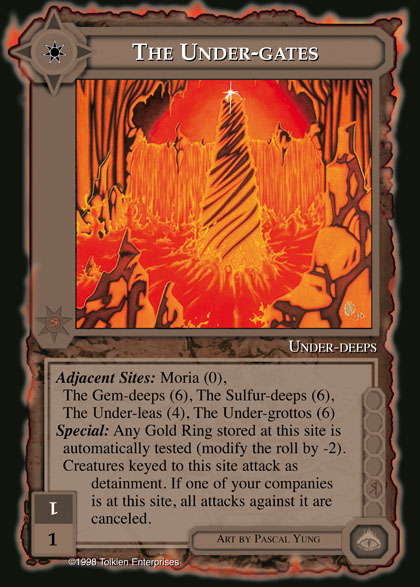 THE UNDER-GATES
UNDER-DEEPS
Adjacent Sites: Moria (0),
The Gem-deeps (6), The Sulfur-deeps (6),
The Under-leas (4), The Under-grottos (6)
Special: Any Gold Ring stored at this site is
automatically tested (modify the roll by -2).
Creatures keyed to this site attack as
detainment. If one of your companies
is at this site, all attacks against it are
canceled.
1
1
ART BY PASCAL YUNG
©1998 Tolkien Enterprises